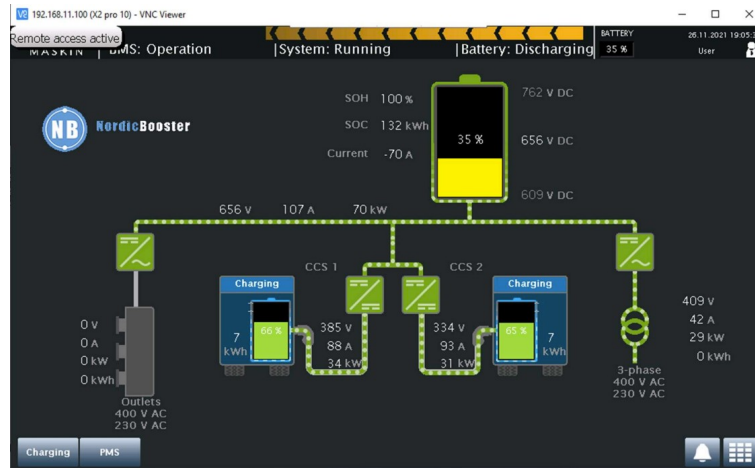 192.168.11.100 (X2 pro 10) - VNC Viewer
Remote access active
MASKIN | BMS: Operation |System: Running |Battery: Discharging
BATTERY
35 %
26.11.2021 19:05:3
User
NB NordicBooster
SOH 100 %
SOC 132 kWh
Current -70 A
35 %
762 V DC
656 V DC
609 V DC
656 V 107 A 70 kW
CCS 1
CCS 2
Charging
66 %
7
kWh
385 V
88 A
34 kW
334 V
93 A
31 kW
Charging
65 %
7
kWh
0 V
0 A
0 kW
0 kWh
Outlets
400 V AC
230 V AC
409 V
42 A
29 kW
0 kWh
3-phase
400 V AC
230 V AC
Charging
PMS